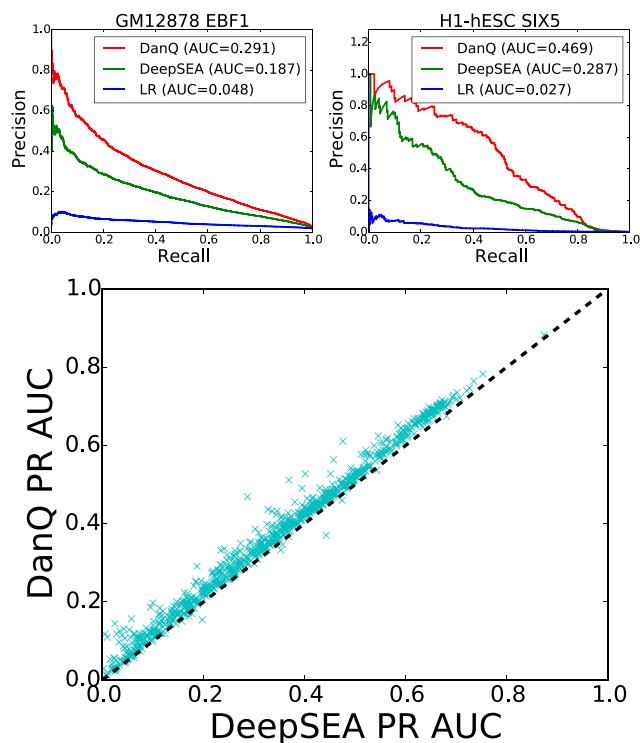 GM12878 EBF1
1.0
0.8
0.6
0.4
0.2
0.0
Precision
DanQ (AUC=0.291)
DeepSEA (AUC=0.187)
LR (AUC=0.048)
0.0 0.2 0.4 0.6 0.8 1.0
Recall
H1-hESC SIX5
1.2
1.0
0.8
0.6
0.4
0.2
0.0
Precision
DanQ (AUC=0.469)
DeepSEA (AUC=0.287)
LR (AUC=0.027)
0.0 0.2 0.4 0.6 0.8 1.0
Recall
1.0
0.8
0.6
0.4
0.2
0.0
DanQ PR AUC
0.0 0.2 0.4 0.6 0.8 1.0
DeepSEA PR AUC